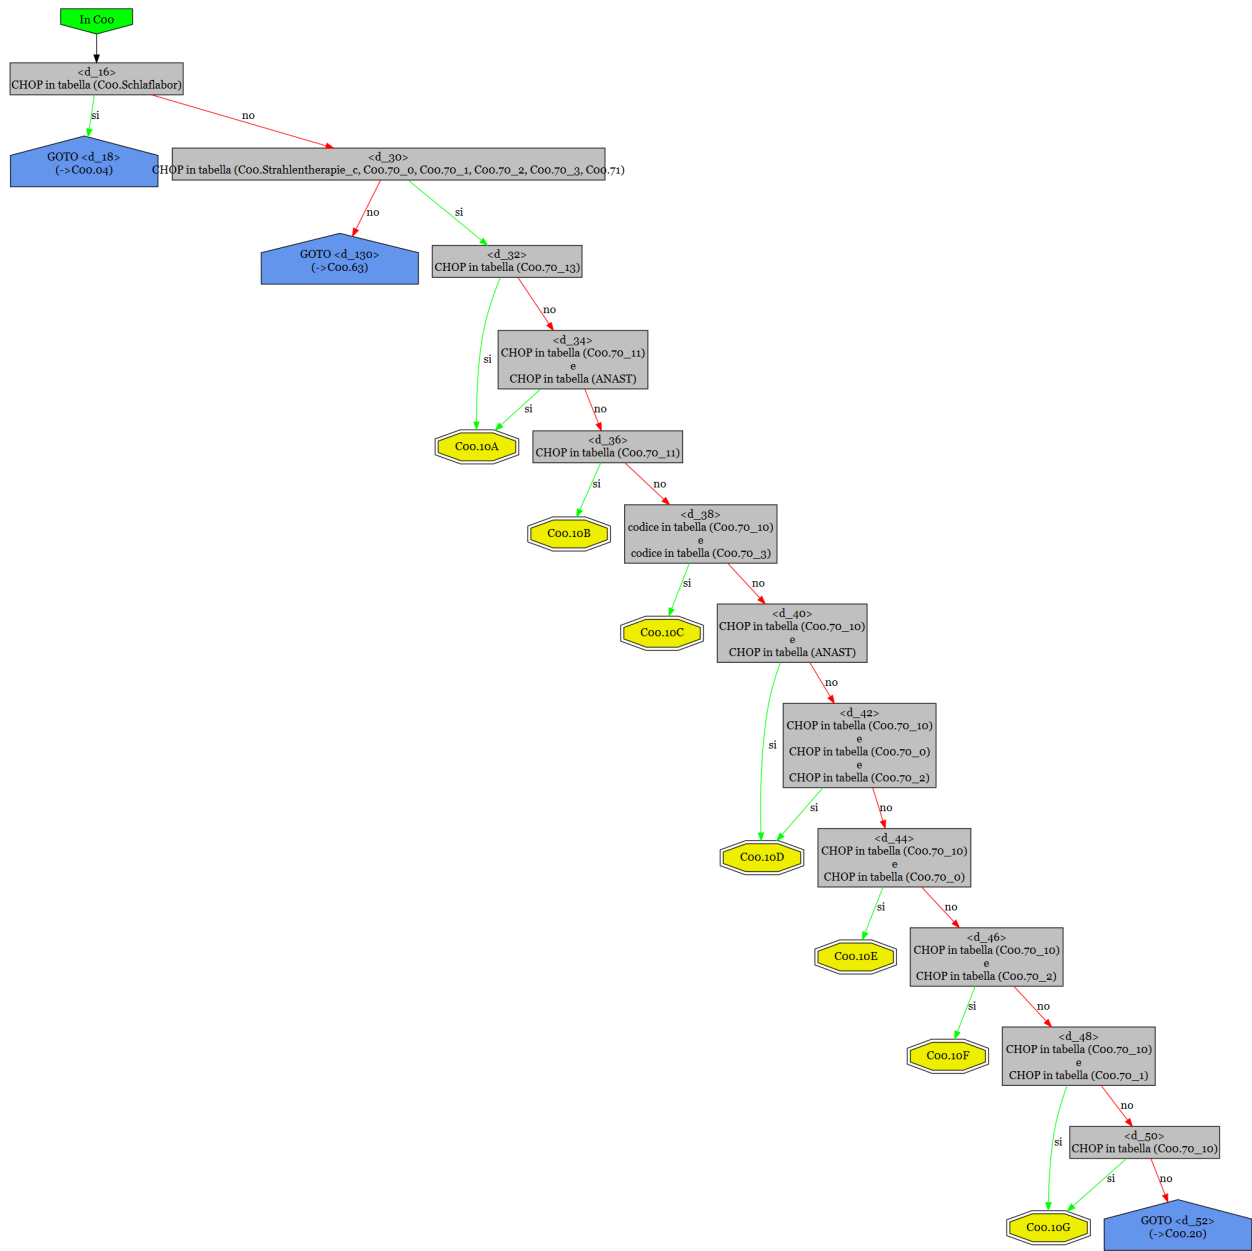 In C00
<d_16>
CHOP in tabella (C00.Schlaflabor)
si
no
GOTO <d_18>
(->C00.04)
<d_30>
CHOP in tabella (C00.Strahlentherapie_c, C00.70_0, C00.70_1, C00.70_2, C00.70_3, C00.71)
no
si
GOTO <d_130>
(->C00.63)
<d_32>
CHOP in tabella (C00.70_13)
no
si
<d_34>
CHOP in tabella (C00.70_11)
e
CHOP in tabella (ANAST)
si
no
C00.10A
<d_36>
CHOP in tabella (C00.70_11)
si
no
C00.10B
<d_38>
codice in tabella (C00.70_10)
e
codice in tabella (C00.70_3)
si
no
C00.10C
<d_40>
CHOP in tabella (C00.70_10)
e
CHOP in tabella (ANAST)
no
si
<d_42>
CHOP in tabella (C00.70_10)
e
CHOP in tabella (C00.70_0)
e
CHOP in tabella (C00.70_2)
si
no
C00.10D
<d_44>
CHOP in tabella (C00.70_10)
e
CHOP in tabella (C00.70_0)
si
no
C00.10E
<d_46>
CHOP in tabella (C00.70_10)
e
CHOP in tabella (C00.70_2)
si
no
C00.10F
<d_48>
CHOP in tabella (C00.70_10)
e
CHOP in tabella (C00.70_1)
no
si
<d_50>
CHOP in tabella (C00.70_10)
si
no
C00.10G
GOTO <d_52>
(->C00.20)